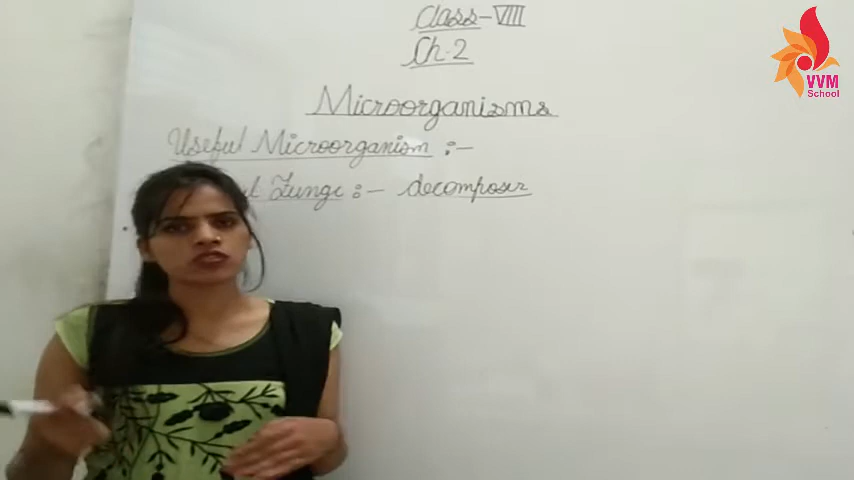 Class-VIII
Ch.2
Microorganisms
Useful Microorganism :-
Fungi :- decomposer
VVM
School